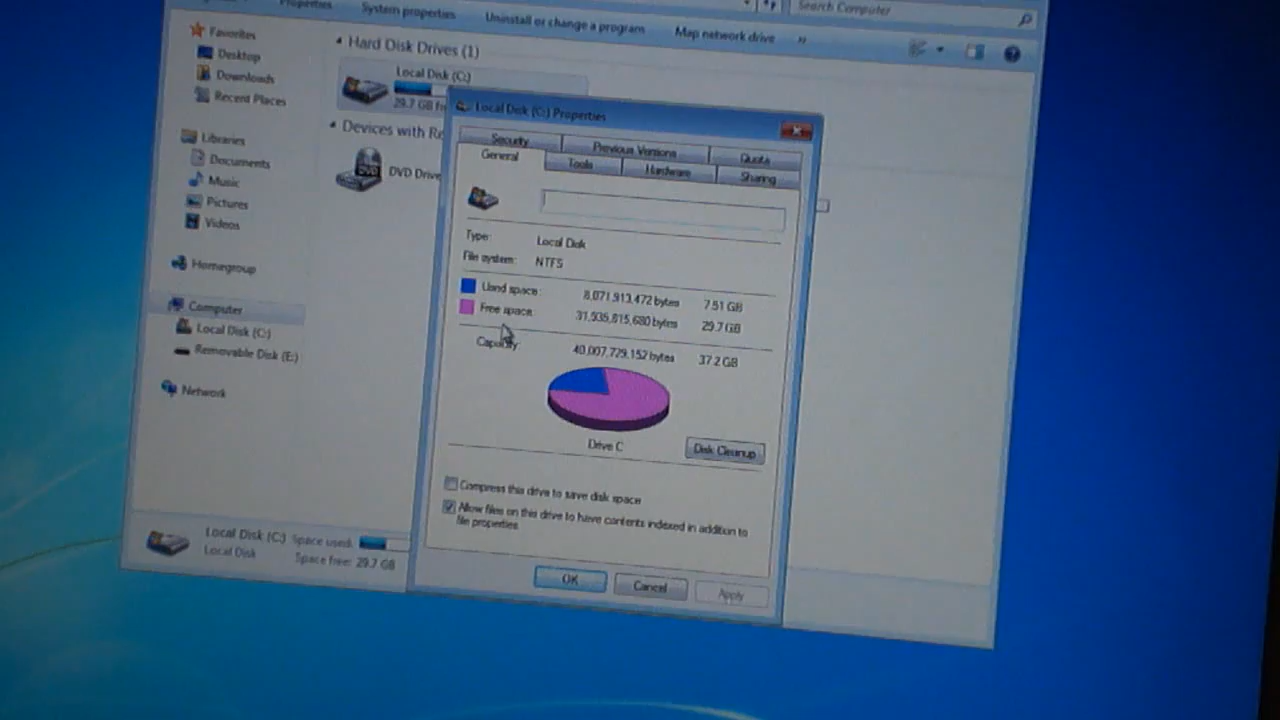 Properties System properties Uninstall or change a program Map network drive »
Search Computer
Favorites
Desktop
Downloads
Recent Places
Libraries
Documents
Music
Pictures
Videos
Homegroup
Computer
Local Disk (C:)
Removable Disk (E:)
Network
Hard Disk Drives (1)
Local Disk (C:)
29.7 GB fr
Devices with Re
DVD Drive
Local Disk (C:) Properties
Security Previous Versions Quota
General Tools Hardware Sharing
Type: Local Disk
File system: NTFS
Used space: 8,071,913,472 bytes 7.51 GB
Free space: 31,935,815,680 bytes 29.7 GB
Capacity: 40,007,729,152 bytes 37.2 GB
Drive C
Disk Cleanup
Compress this drive to save disk space
Allow files on this drive to have contents indexed in addition to
file properties
OK Cancel Apply
Local Disk (C:) Space used:
Local Disk Space free: 29.7 GB